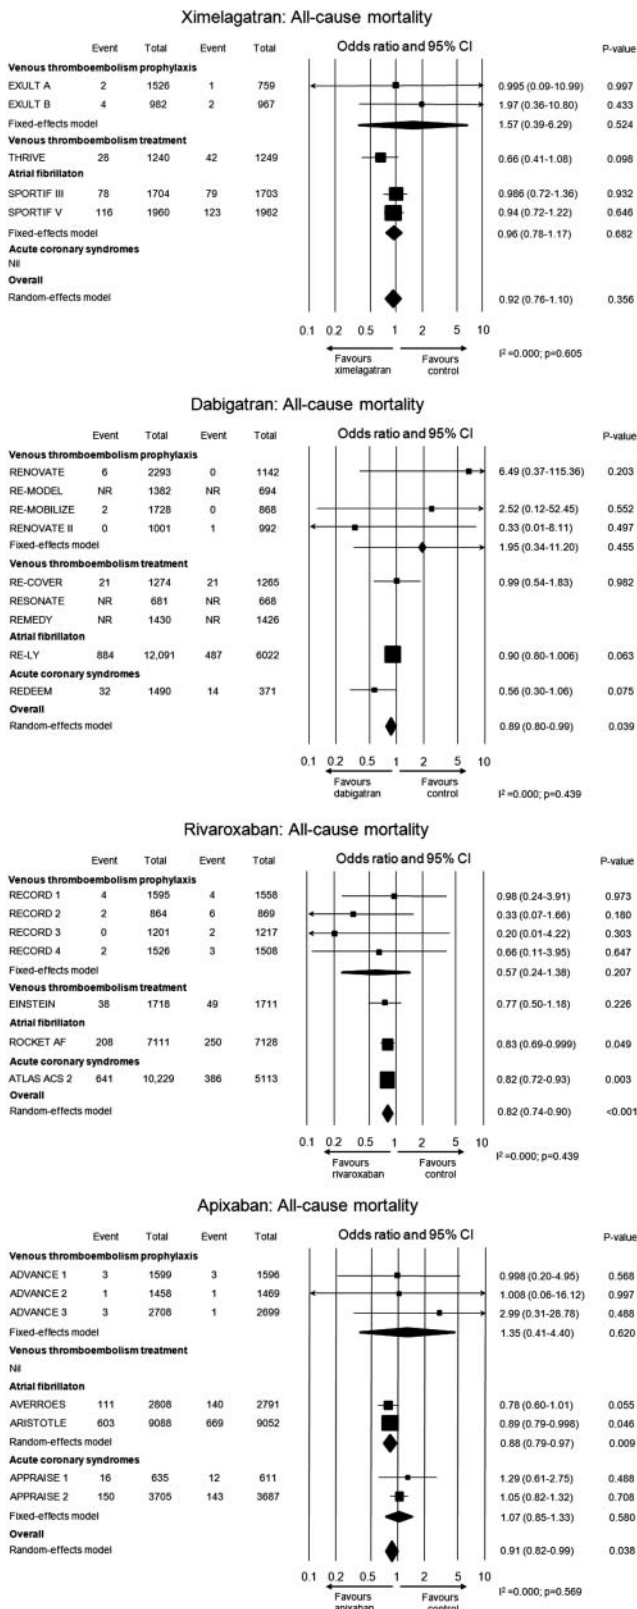 Ximelagatran: All-cause mortality
Event Total Event Total Odds ratio and 95% CI P-value
Venous thromboembolism prophylaxis
EXULT A 2 1526 1 759 0.995 (0.09-10.99) 0.997
EXULT B 4 982 2 967 1.97 (0.36-10.80) 0.433
Fixed-effects model 1.57 (0.39-6.29) 0.524
Venous thromboembolism treatment
THRIVE 28 1240 42 1249 0.66 (0.41-1.08) 0.098
Atrial fibrillaton
SPORTIF III 78 1704 79 1703 0.986 (0.72-1.36) 0.932
SPORTIF V 116 1960 123 1962 0.94 (0.72-1.22) 0.646
Fixed-effects model 0.96 (0.78-1.17) 0.682
Acute coronary syndromes
Nil
Overall
Random-effects model 0.92 (0.76-1.10) 0.356
0.1 0.2 0.5 1 2 5 10
Favours ximelagatran Favours control I² =0.000; p=0.605
Dabigatran: All-cause mortality
Event Total Event Total Odds ratio and 95% CI P-value
Venous thromboembolism prophylaxis
RENOVATE 6 2293 0 1142 6.49 (0.37-115.36) 0.203
RE-MODEL NR 1382 NR 694
RE-MOBILIZE 2 1728 0 868 2.52 (0.12-52.45) 0.552
RENOVATE II 0 1001 1 992 0.33 (0.01-8.11) 0.497
Fixed-effects model 1.95 (0.34-11.20) 0.455
Venous thromboembolism treatment
RE-COVER 21 1274 21 1265 0.99 (0.54-1.83) 0.982
RESONATE NR 681 NR 668
REMEDY NR 1430 NR 1426
Atrial fibrillation
RE-LY 884 12,091 487 6022 0.90 (0.80-1.006) 0.063
Acute coronary syndromes
REDEEM 32 1490 14 371 0.56 (0.30-1.06) 0.075
Overall
Random-effects model 0.89 (0.80-0.99) 0.039
0.1 0.2 0.5 1 2 5 10
Favours dabigatran Favours control I² =0.000; p=0.439
Rivaroxaban: All-cause mortality
Event Total Event Total Odds ratio and 95% CI P-value
Venous thromboembolism prophylaxis
RECORD 1 4 1595 4 1558 0.98 (0.24-3.91) 0.973
RECORD 2 2 864 6 869 0.33 (0.07-1.66) 0.180
RECORD 3 0 1201 2 1217 0.20 (0.01-4.22) 0.303
RECORD 4 2 1526 3 1508 0.66 (0.11-3.95) 0.647
Fixed-effects model 0.57 (0.24-1.38) 0.207
Venous thromboembolism treatment
EINSTEIN 38 1718 49 1711 0.77 (0.50-1.18) 0.226
Atrial fibrillaton
ROCKET AF 208 7111 250 7128 0.83 (0.69-0.999) 0.049
Acute coronary syndromes
ATLAS ACS 2 641 10,229 386 5113 0.82 (0.72-0.93) 0.003
Overall
Random-effects model 0.82 (0.74-0.90) <0.001
0.1 0.2 0.5 1 2 5 10
Favours rivaroxaban Favours control I² =0.000; p=0.439
Apixaban: All-cause mortality
Event Total Event Total Odds ratio and 95% CI P-value
Venous thromboembolism prophylaxis
ADVANCE 1 3 1599 3 1596 0.998 (0.20-4.95) 0.568
ADVANCE 2 1 1458 1 1469 1.008 (0.06-16.12) 0.997
ADVANCE 3 3 2708 1 2699 2.99 (0.31-28.78) 0.488
Fixed-effects model 1.35 (0.41-4.40) 0.620
Venous thromboembolism treatment
Nil
Atrial fibrillaton
AVERROES 111 2808 140 2791 0.78 (0.60-1.01) 0.055
ARISTOTLE 603 9088 669 9052 0.89 (0.79-0.998) 0.046
Random-effects model 0.88 (0.79-0.97) 0.009
Acute coronary syndromes
APPRAISE 1 16 635 12 611 1.29 (0.61-2.75) 0.488
APPRAISE 2 150 3705 143 3687 1.05 (0.82-1.32) 0.708
Fixed-effects model 1.07 (0.85-1.33) 0.580
Overall
Random-effects model 0.91 (0.82-0.99) 0.038
0.1 0.2 0.5 1 2 5 10
Favours apixaban Favours control I² =0.000; p=0.569